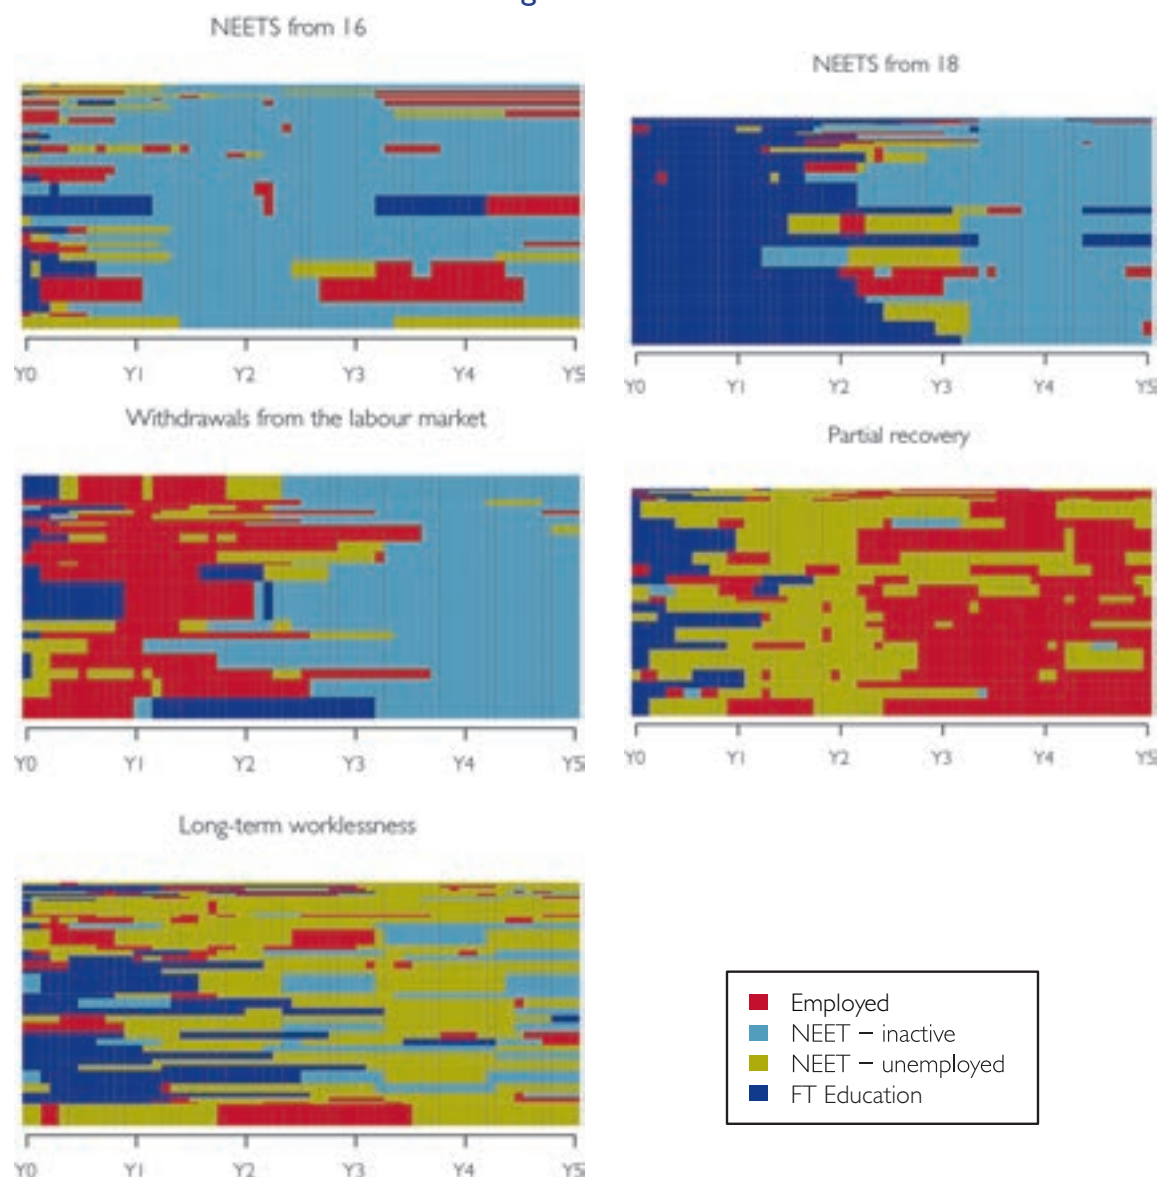 NEETS from 16
Y0 Y1 Y2 Y3 Y4 Y5
NEETS from 18
Y0 Y1 Y2 Y3 Y4 Y5
Withdrawals from the labour market
Y0 Y1 Y2 Y3 Y4 Y5
Partial recovery
Y0 Y1 Y2 Y3 Y4 Y5
Long-term worklessness
Y0 Y1 Y2 Y3 Y4 Y5
Employed
NEET – inactive
NEET – unemployed
FT Education